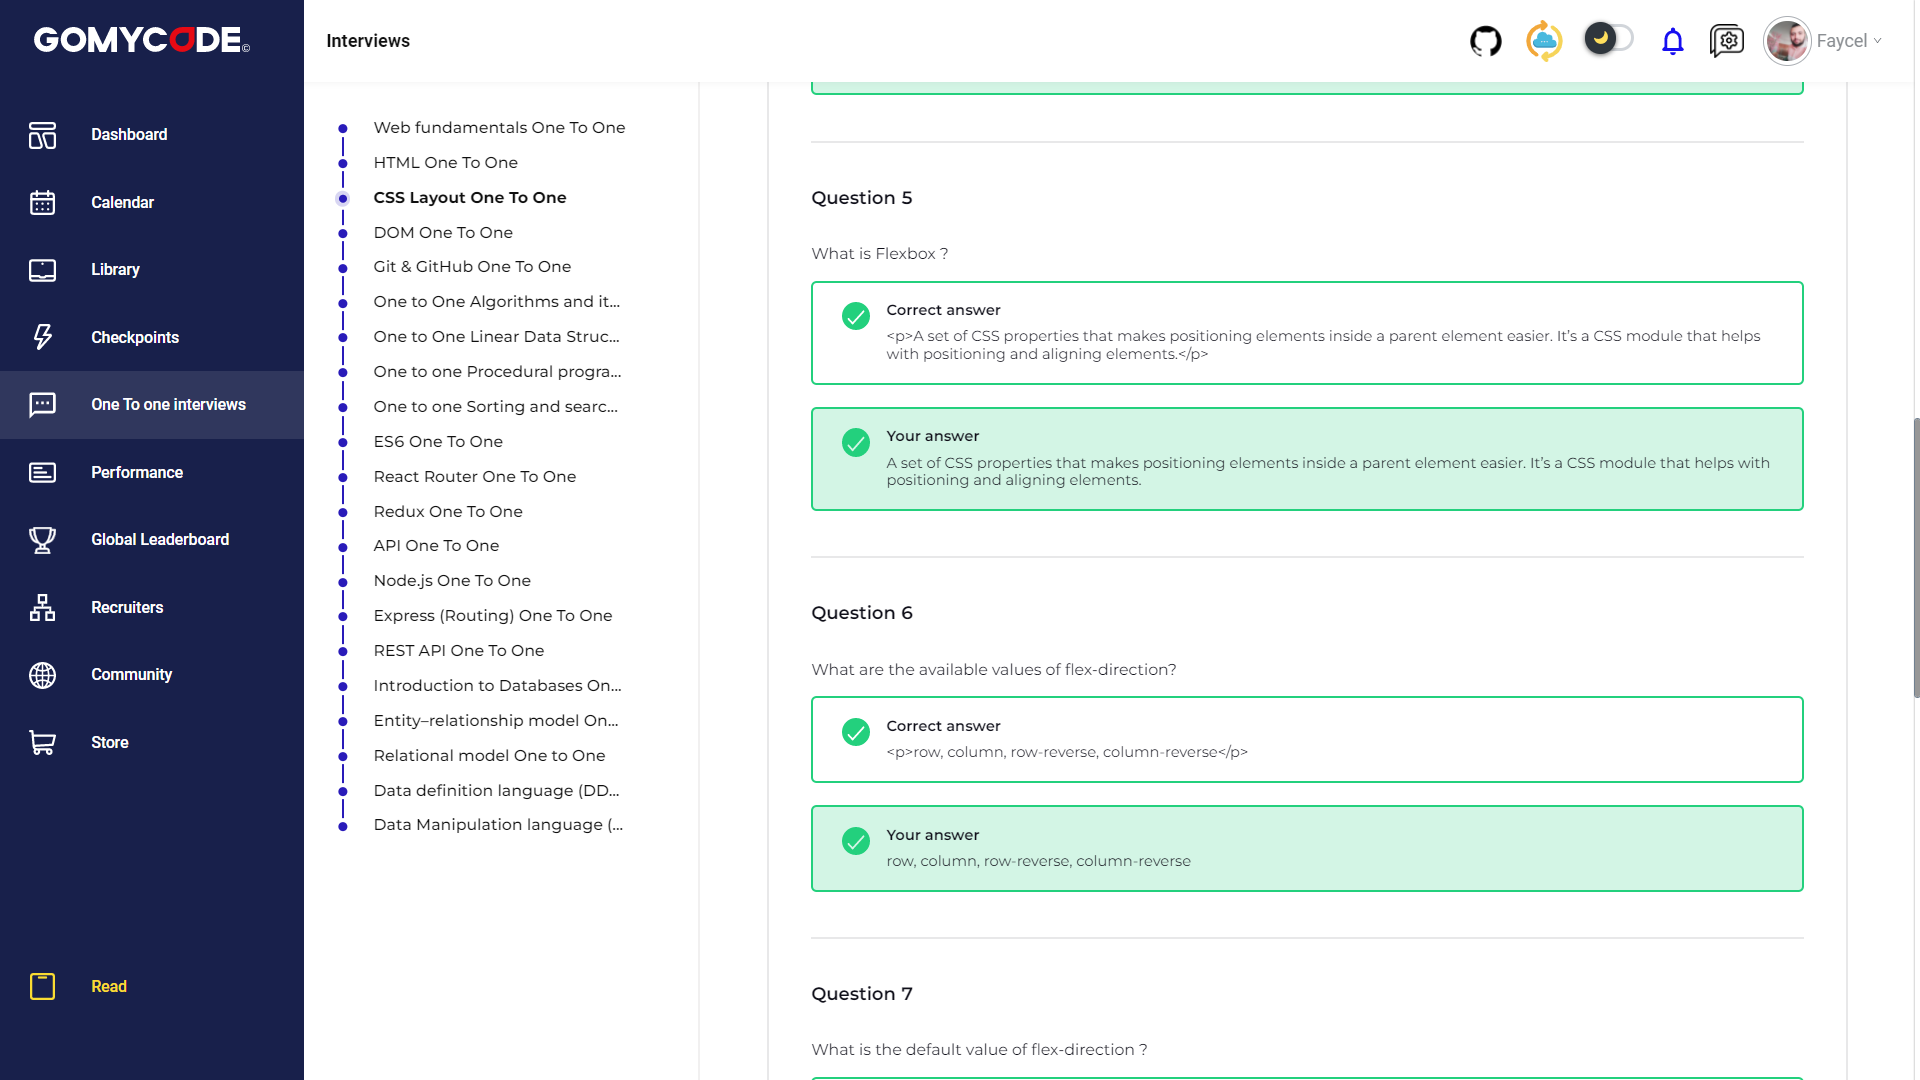 GOMYCODE©
Interviews
Faycel
Dashboard
Calendar
Library
Checkpoints
One To one interviews
Performance
Global Leaderboard
Recruiters
Community
Store
Read
Web fundamentals One To One
HTML One To One
CSS Layout One To One
DOM One To One
Git & GitHub One To One
One to One Algorithms and it...
One to One Linear Data Struc...
One to one Procedural progra...
One to one Sorting and searc...
ES6 One To One
React Router One To One
Redux One To One
API One To One
Node.js One To One
Express (Routing) One To One
REST API One To One
Introduction to Databases On...
Entity–relationship model On...
Relational model One to One
Data definition language (DD...
Data Manipulation language (...
Question 5
What is Flexbox ?
Correct answer
<p>A set of CSS properties that makes positioning elements inside a parent element easier. It’s a CSS module that helps
with positioning and aligning elements.</p>
Your answer
A set of CSS properties that makes positioning elements inside a parent element easier. It’s a CSS module that helps with
positioning and aligning elements.
Question 6
What are the available values of flex-direction?
Correct answer
<p>row, column, row-reverse, column-reverse</p>
Your answer
row, column, row-reverse, column-reverse
Question 7
What is the default value of flex-direction ?